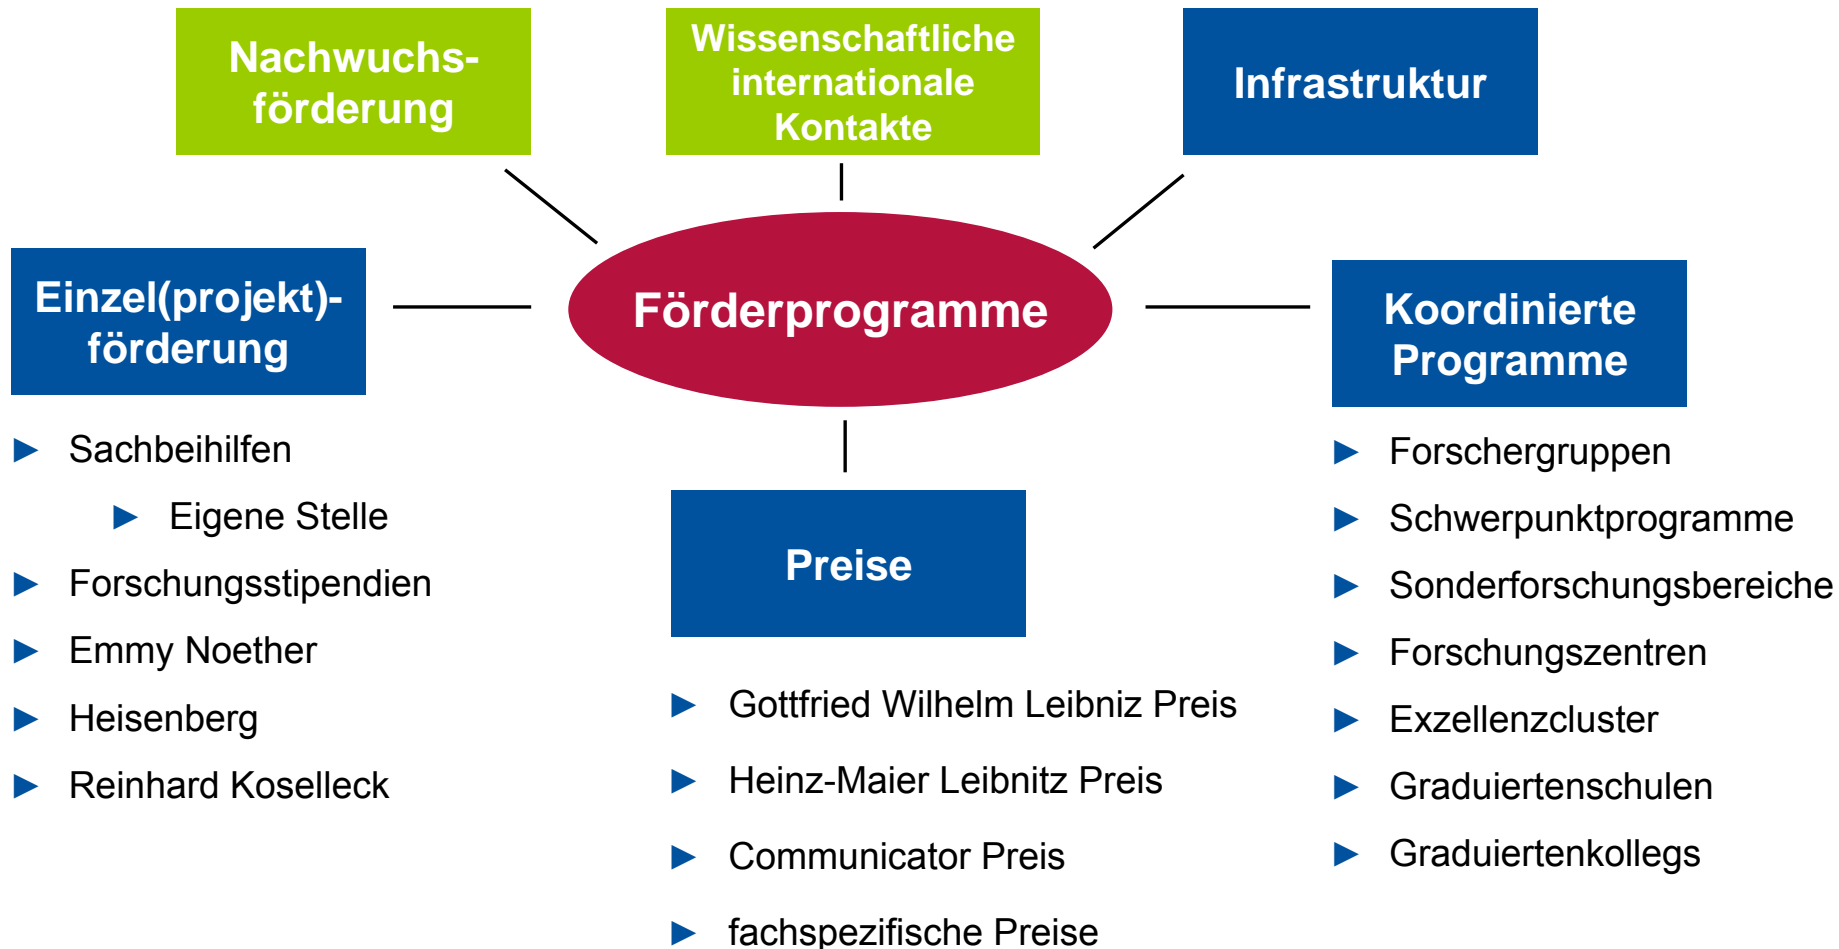 Nachwuchs-
förderung
Wissenschaftliche
internationale
Kontakte
Infrastruktur
Einzel(projekt)-
förderung
Förderprogramme
Koordinierte
Programme
► Sachbeihilfen
► Eigene Stelle
► Forschungsstipendien
► Emmy Noether
► Heisenberg
► Reinhard Koselleck
Preise
► Gottfried Wilhelm Leibniz Preis
► Heinz-Maier Leibnitz Preis
► Communicator Preis
► fachspezifische Preise
► Forschergruppen
► Schwerpunktprogramme
► Sonderforschungsbereiche
► Forschungszentren
► Exzellenzcluster
► Graduiertenschulen
► Graduiertenkollegs